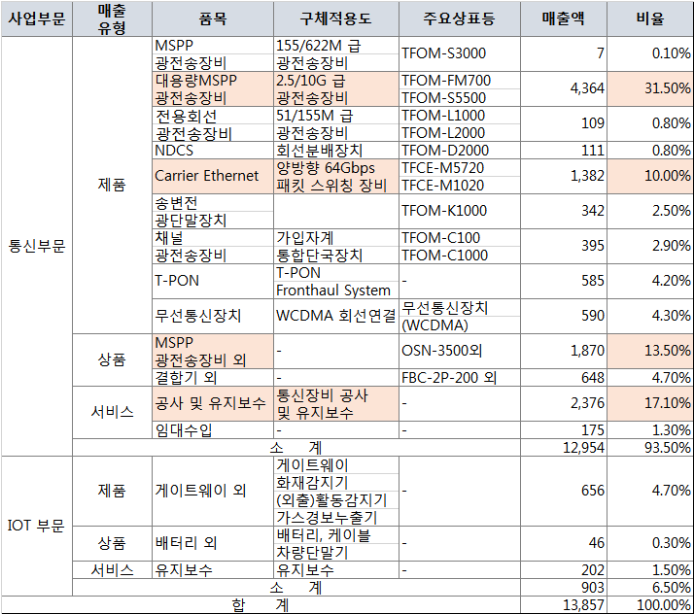 사업부문 매출 유형 품목 구체적용도 주요상표등 매출액 비율
통신부문 제품 MSPP 155/622M 급 TFOM-S3000 7 0.10%
광전송장비 광전송장비
대용량MSPP 2.5/10G 급 TFOM-FM700 4,364 31.50%
광전송장비 광전송장비 TFOM-S5500
전용회선 51/155M 급 TFOM-L1000 109 0.80%
광전송장비 광전송장비 TFOM-L2000
NDCS 회선분배장치 TFOM-D2000 111 0.80%
Carrier Ethernet 양방향 64Gbps TFCE-M5720 1,382 10.00%
패킷 스위칭 장비 TFCE-M1020
송변전 TFOM-K1000 342 2.50%
광단말장치
채널 가입자계 TFOM-C100 395 2.90%
광전송장비 통합단국장치 TFOM-C1000
T-PON T-PON - 585 4.20%
Fronthaul System
무선통신장치 WCDMA 회선연결 무선통신장치 590 4.30%
(WCDMA)
상품 MSPP - OSN-3500외 1,870 13.50%
광전송장비 외
결합기 외 - FBC-2P-200 외 648 4.70%
서비스 공사 및 유지보수 통신장비 공사 - 2,376 17.10%
및 유지보수
임대수입 - - 175 1.30%
소 계 12,954 93.50%
IOT 부문 제품 게이트웨이 외 게이트웨이 - 656 4.70%
화재감지기
(외출)활동감지기
가스경보누출기
상품 배터리 외 배터리, 케이블 - 46 0.30%
차량단말기
서비스 유지보수 유지보수 - 202 1.50%
소 계 903 6.50%
합 계 13,857 100.00%